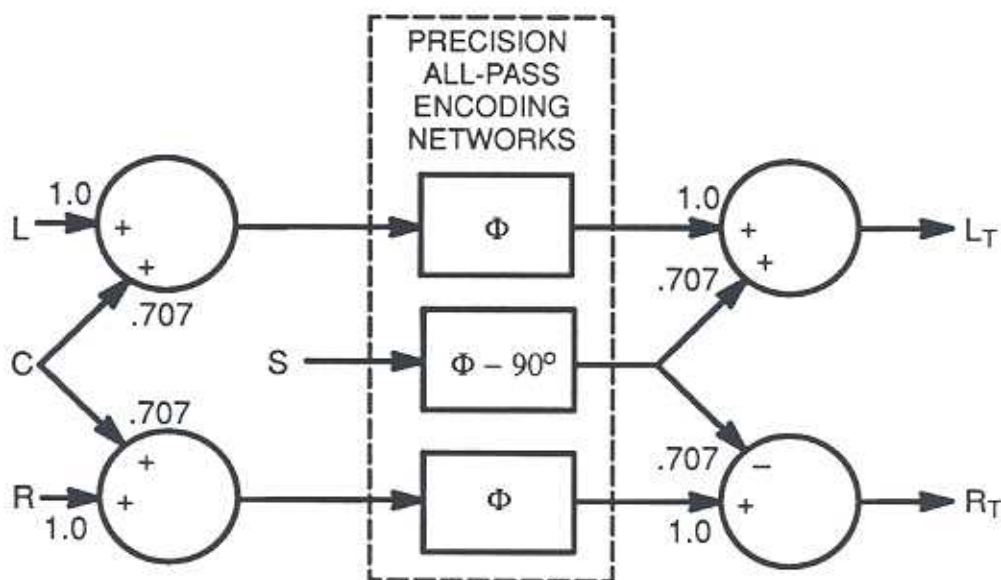 PRECISION
ALL-PASS
ENCODING
NETWORKS
1.0
L
+
+
.707
Φ
1.0
+
+
.707
L_T
C
S
Φ – 90°
.707
+
R
+
1.0
Φ
.707
–
+
1.0
R_T